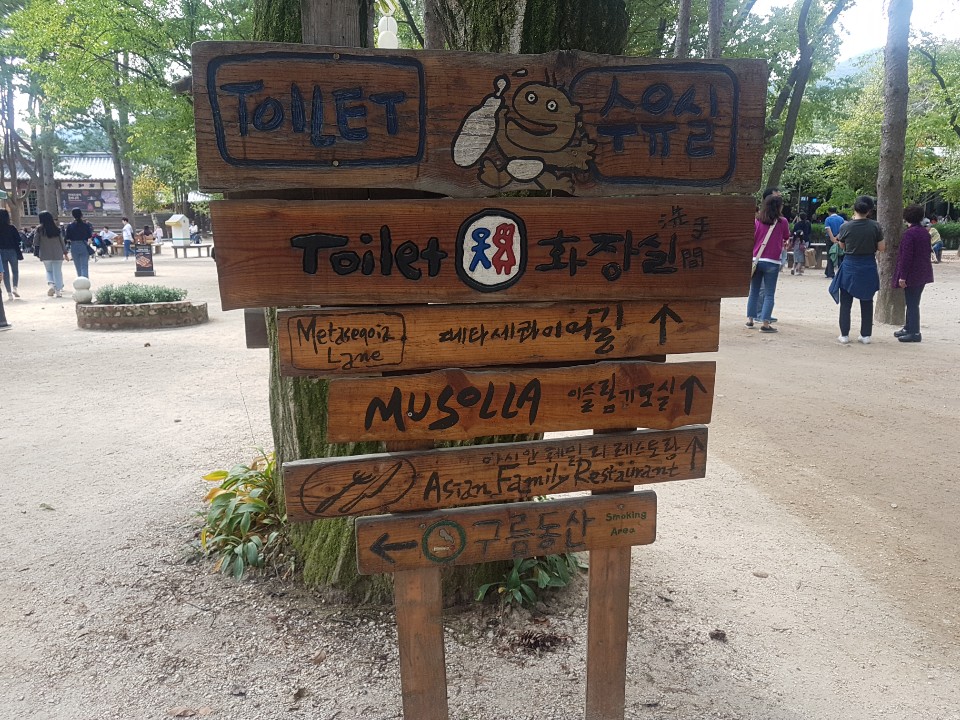 TOILET 수유실
Toilet 화장실 洗手間
Metasequoia Lane 메타세콰이어길
MUSOLLA 이슬람기도실
아시안 패밀리 레스토랑
Asian Family Restaurant
구름동산 Smoking Area